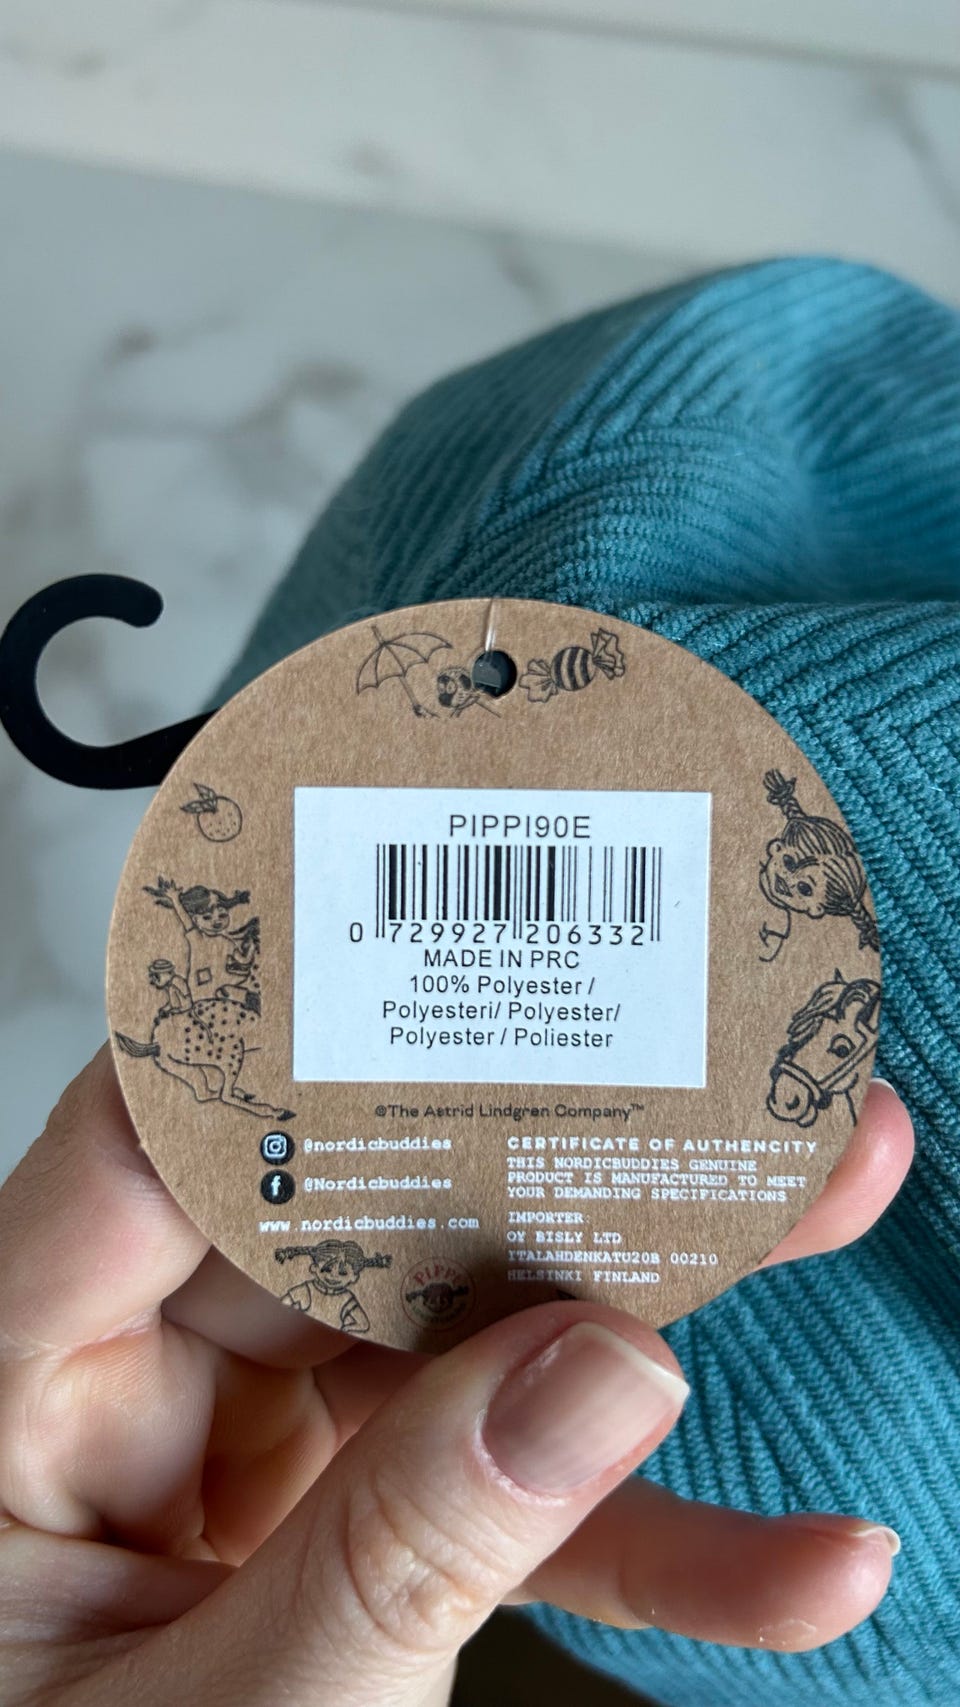 PIPPI90E
0 729927 206332
MADE IN PRC
100% Polyester /
Polyesteri/ Polyester/
Polyester / Poliester
©The Astrid Lindgren Company™
@nordicbuddies
@Nordicbuddies
www.nordicbuddies.com
CERTIFICATE OF AUTHENCITY
THIS NORDICBUDDIES GENUINE
PRODUCT IS MANUFACTURED TO MEET
YOUR DEMANDING SPECIFICATIONS
IMPORTER:
OY BISLY LTD
ITALAHDENKATU20B 00210
HELSINKI FINLAND
PIPPI